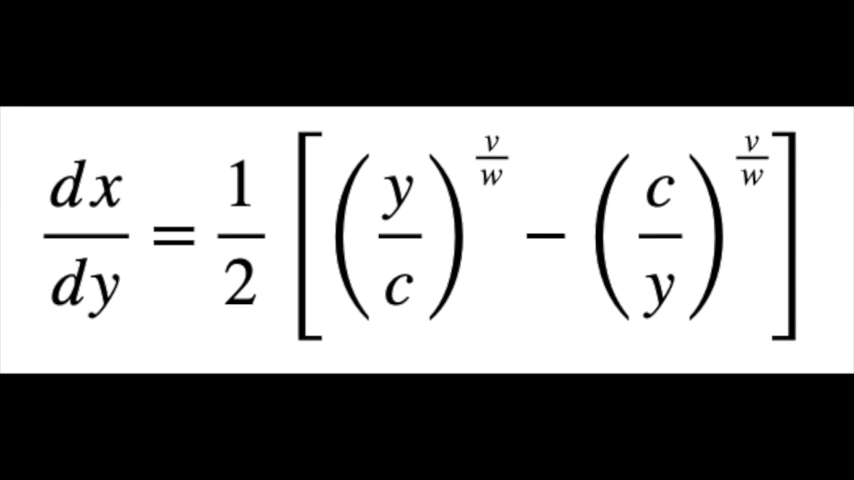 dx/dy = 1/2 [(y/c)^(v/w) − (c/y)^(v/w)]